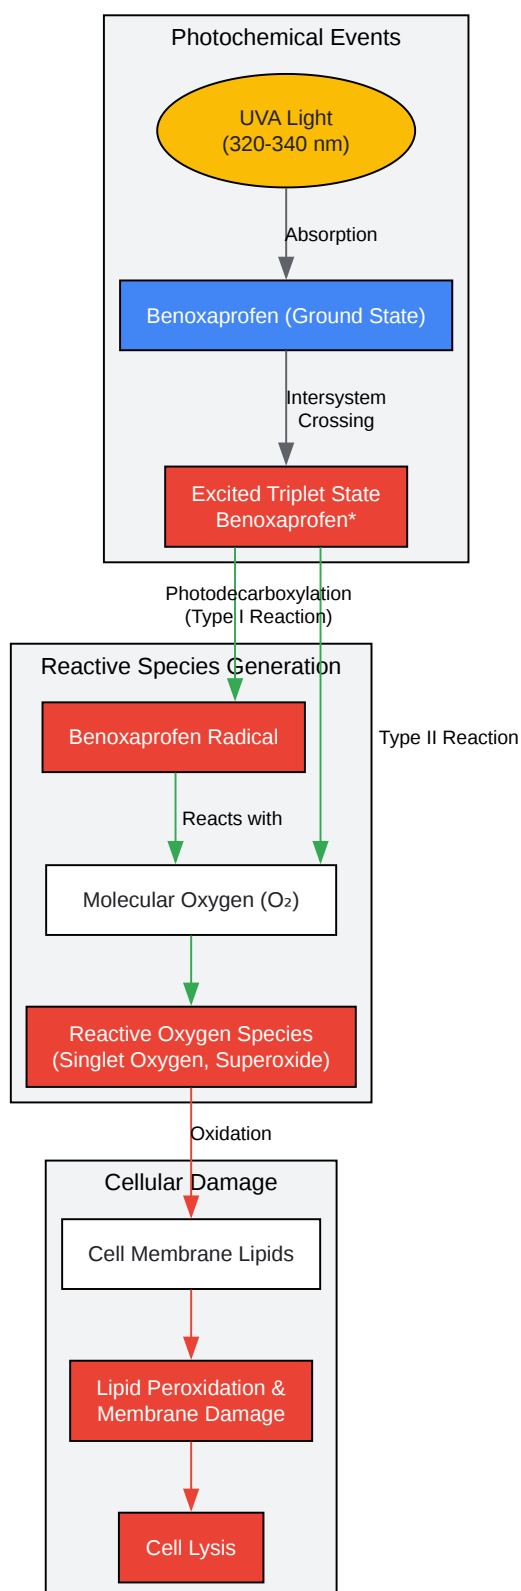 Photochemical Events
UVA Light
(320-340 nm)
Absorption
Benoxaprofen (Ground State)
Intersystem
Crossing
Excited Triplet State
Benoxaprofen*
Photodecarboxylation
(Type I Reaction)
Reactive Species Generation
Benoxaprofen Radical
Type II Reaction
Reacts with
Molecular Oxygen (O₂)
Reactive Oxygen Species
(Singlet Oxygen, Superoxide)
Oxidation
Cellular Damage
Cell Membrane Lipids
Lipid Peroxidation &
Membrane Damage
Cell Lysis